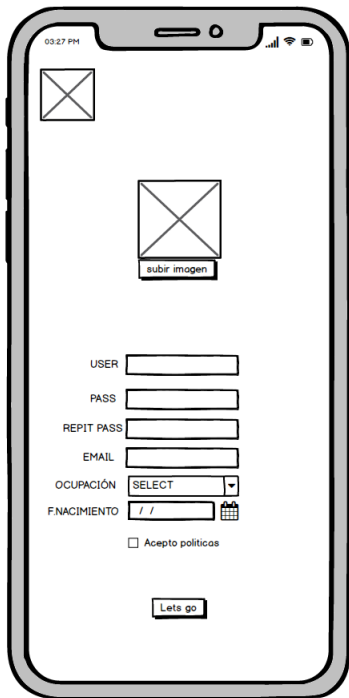 03:27 PM
subir imagen
USER
PASS
REPIT PASS
EMAIL
OCUPACIÓN SELECT
F.NACIMIENTO / /
Acepto politicas
Lets go